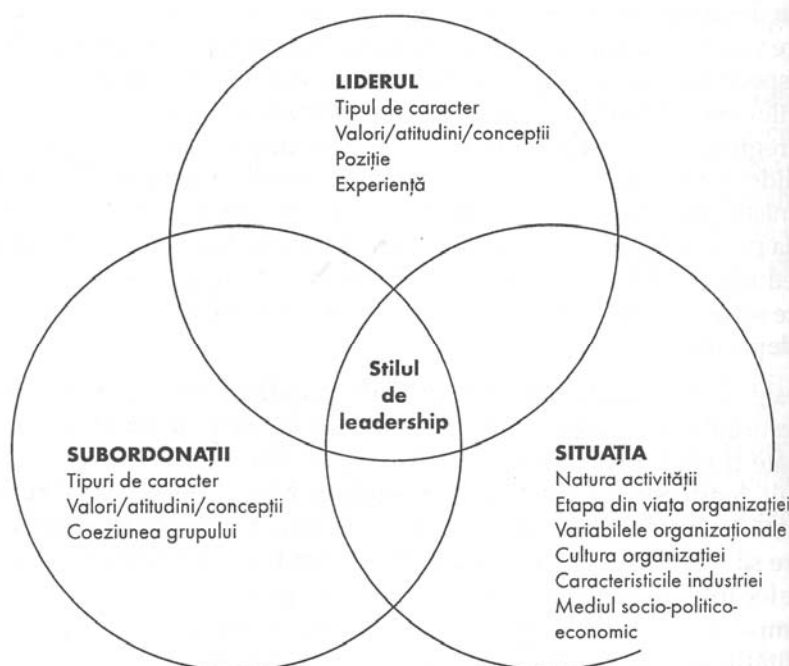 LIDERUL
Tipul de caracter
Valori/atitudini/concepții
Poziție
Experiență
Stilul
de
leadership
SUBORDONAȚII
Tipuri de caracter
Valori/atitudini/concepții
Coeziunea grupului
SITUAȚIA
Natura activității
Etapa din viața organizației
Variabilele organizaționale
Cultura organizației
Caracteristicile industriei
Mediul socio-politico-
economic